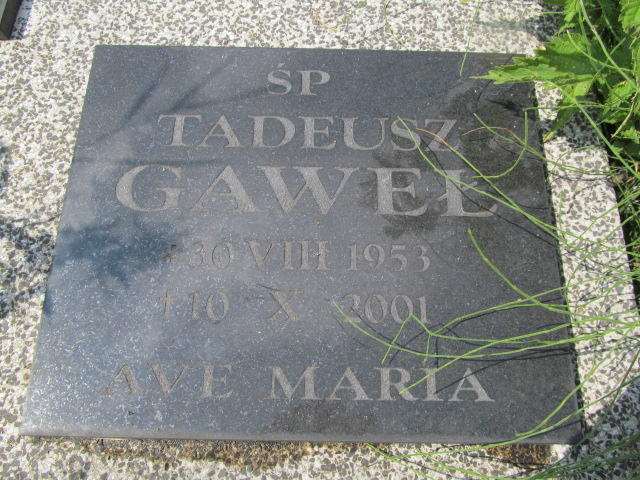 ŚP
TADEUSZ
GAWEŁ
*30 VIII 1953
†10 X 2001
AVE MARIA